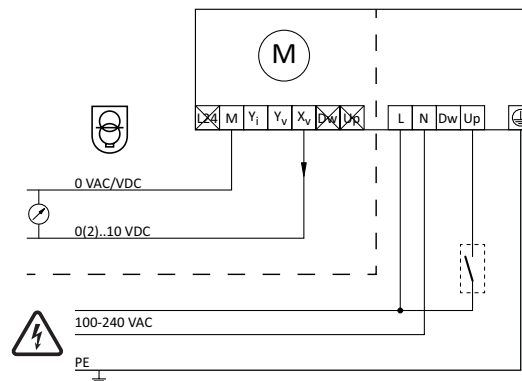 M
L24 M Yi Yv Xv Dw Up L N Dw Up
0 VAC/VDC
0(2)..10 VDC
100-240 VAC
PE